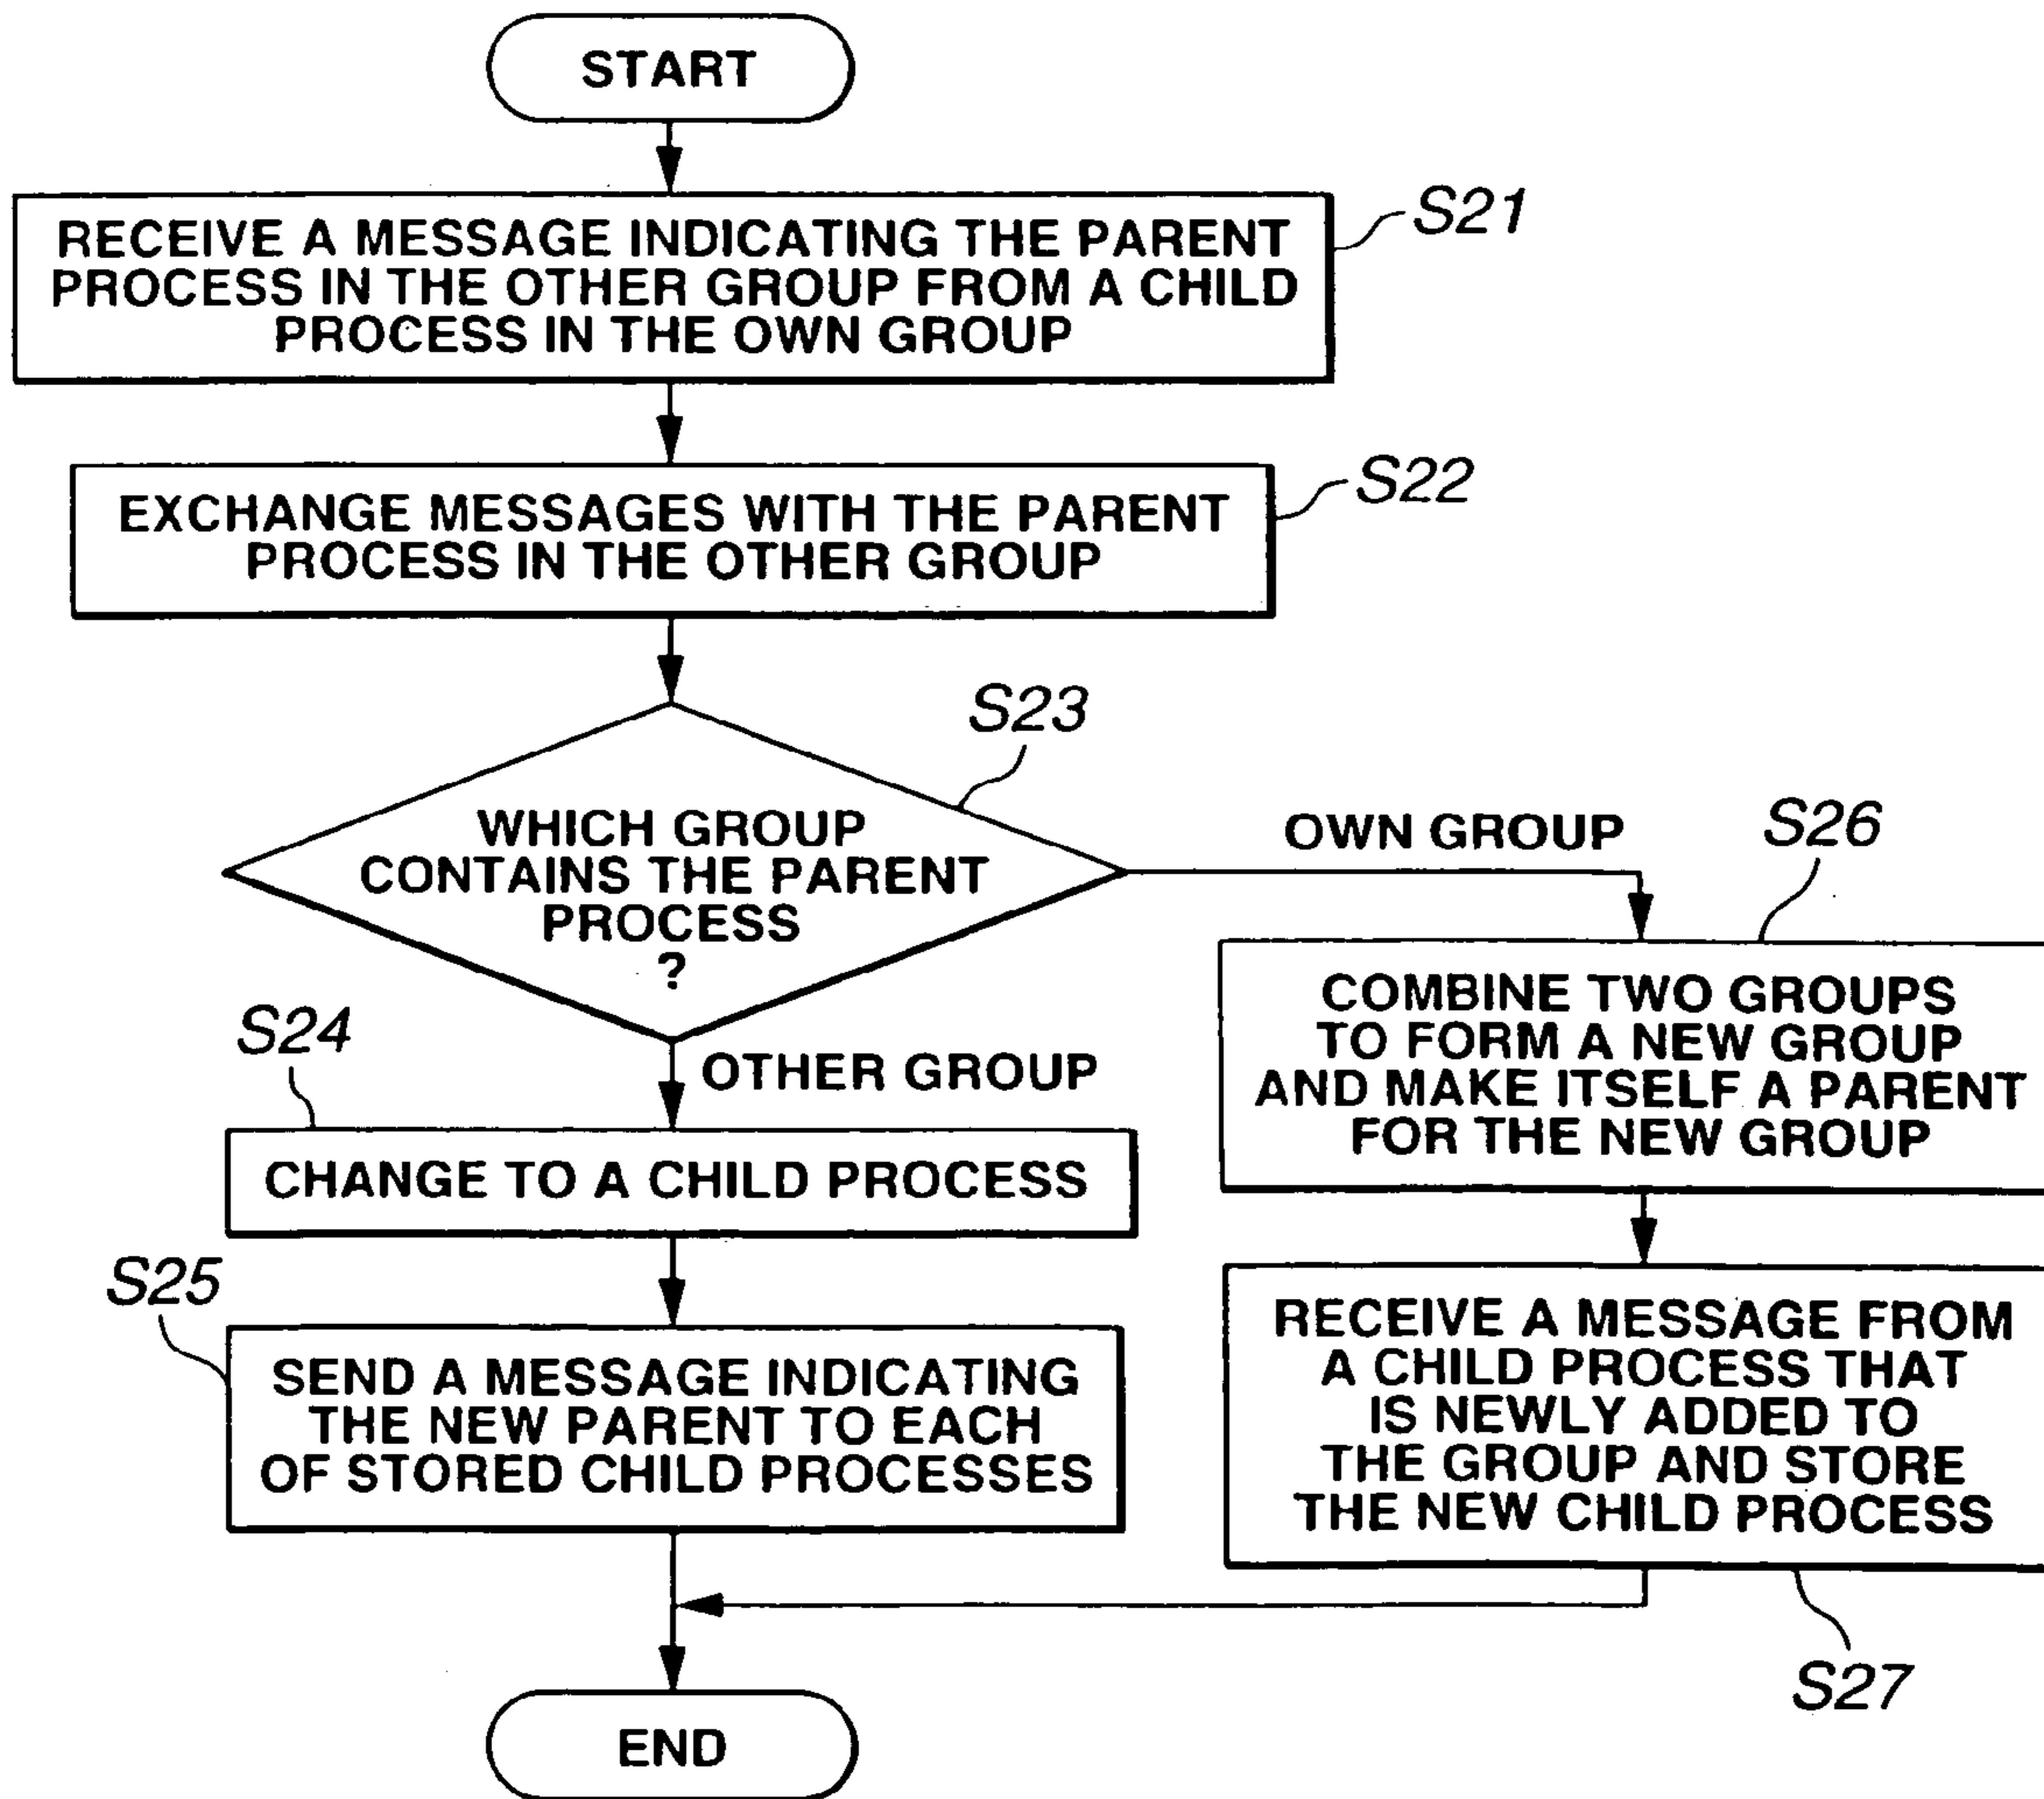 START
RECEIVE A MESSAGE INDICATING THE PARENT
PROCESS IN THE OTHER GROUP FROM A CHILD
PROCESS IN THE OWN GROUP
S21
EXCHANGE MESSAGES WITH THE PARENT
PROCESS IN THE OTHER GROUP
S22
WHICH GROUP
CONTAINS THE PARENT
PROCESS
?
S23
OWN GROUP
OTHER GROUP
S24
CHANGE TO A CHILD PROCESS
S25
SEND A MESSAGE INDICATING
THE NEW PARENT TO EACH
OF STORED CHILD PROCESSES
S26
COMBINE TWO GROUPS
TO FORM A NEW GROUP
AND MAKE ITSELF A PARENT
FOR THE NEW GROUP
RECEIVE A MESSAGE FROM
A CHILD PROCESS THAT
IS NEWLY ADDED TO
THE GROUP AND STORE
THE NEW CHILD PROCESS
S27
END